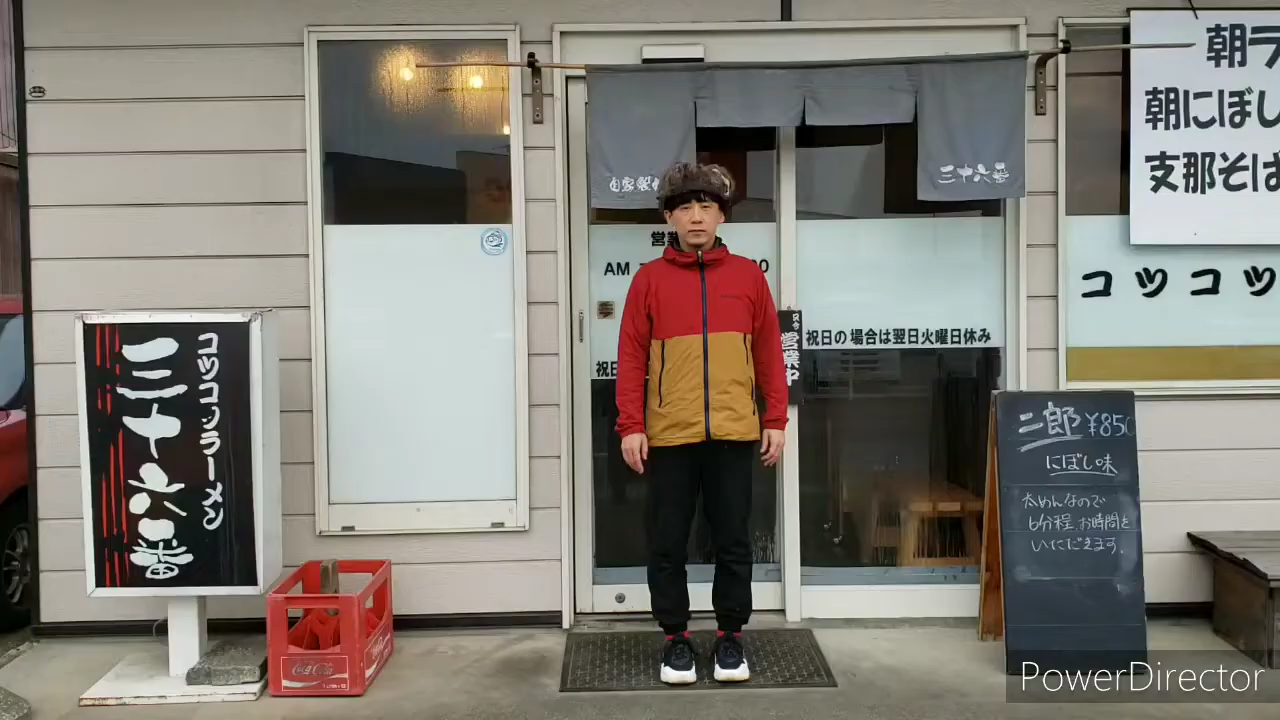 コツコツラーメン
三十六番
Coca-Cola
三十六番
営業
AM
祝日
祝日の場合は翌日火曜日休み
営業中
朝ラ
朝にぼし
支那そば
コツコツ
二郎 ¥850
にぼし味
太めんなので
6分程、お時間を
いただきます。
PowerDirector